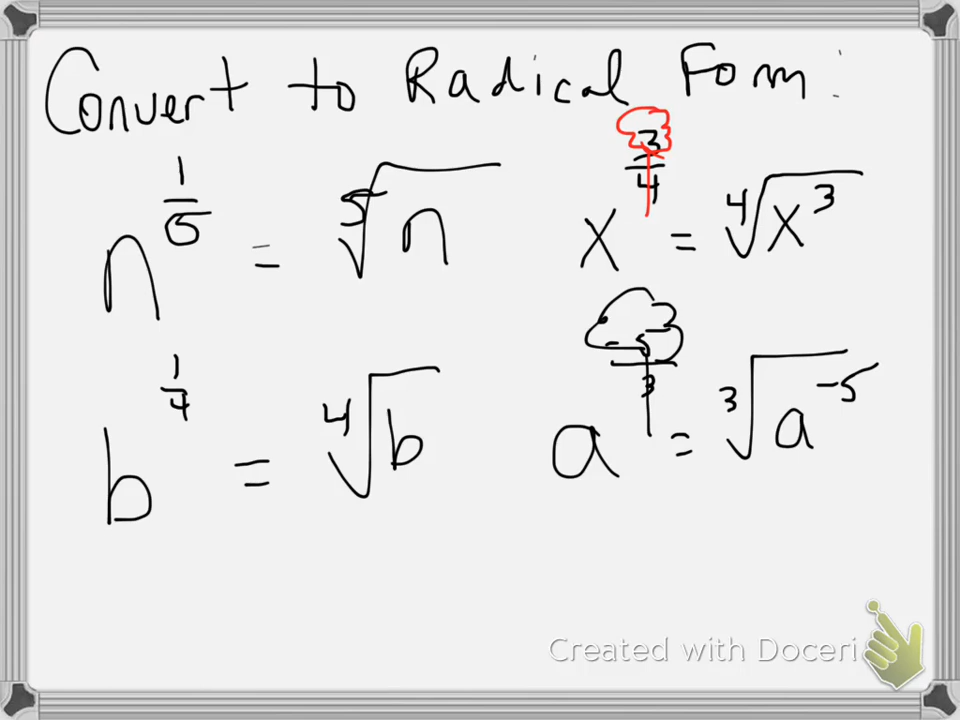 Convert to Radical Form:
n^{1/5} = ⁵√n
x^{3/4} = ⁴√x³
b^{1/4} = ⁴√b
a^{-5/3} = ³√a⁻⁵
Created with Doceri